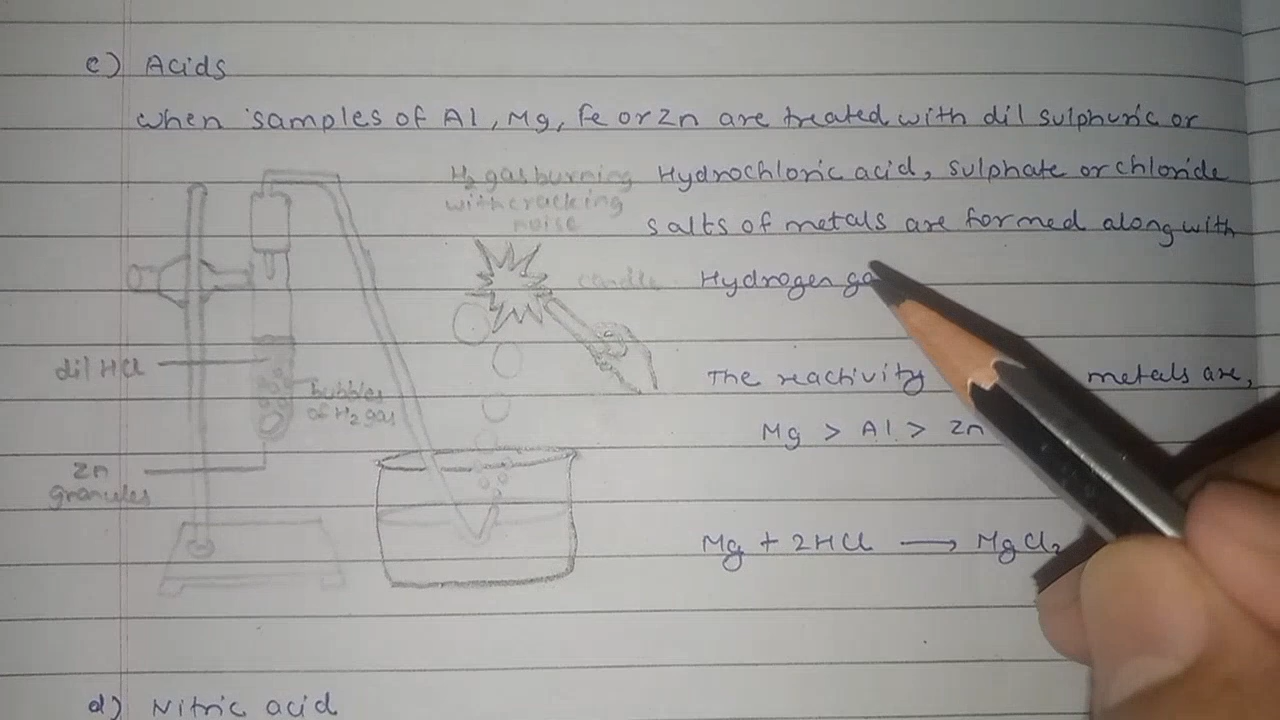 c) Acids
when samples of Al, Mg, Fe or Zn are treated with dil sulphuric or
H₂ gas burning
with cracking
noise
Hydrochloric acid, sulphate or chloride
salts of metals are formed along with
candle
Hydrogen
dil HCl
bubbles
of H₂ gas
The reactivity metals are,
Mg > Al > Zn
Zn
granules
Mg + 2HCl ⟶ MgCl₂
d) Nitric acid